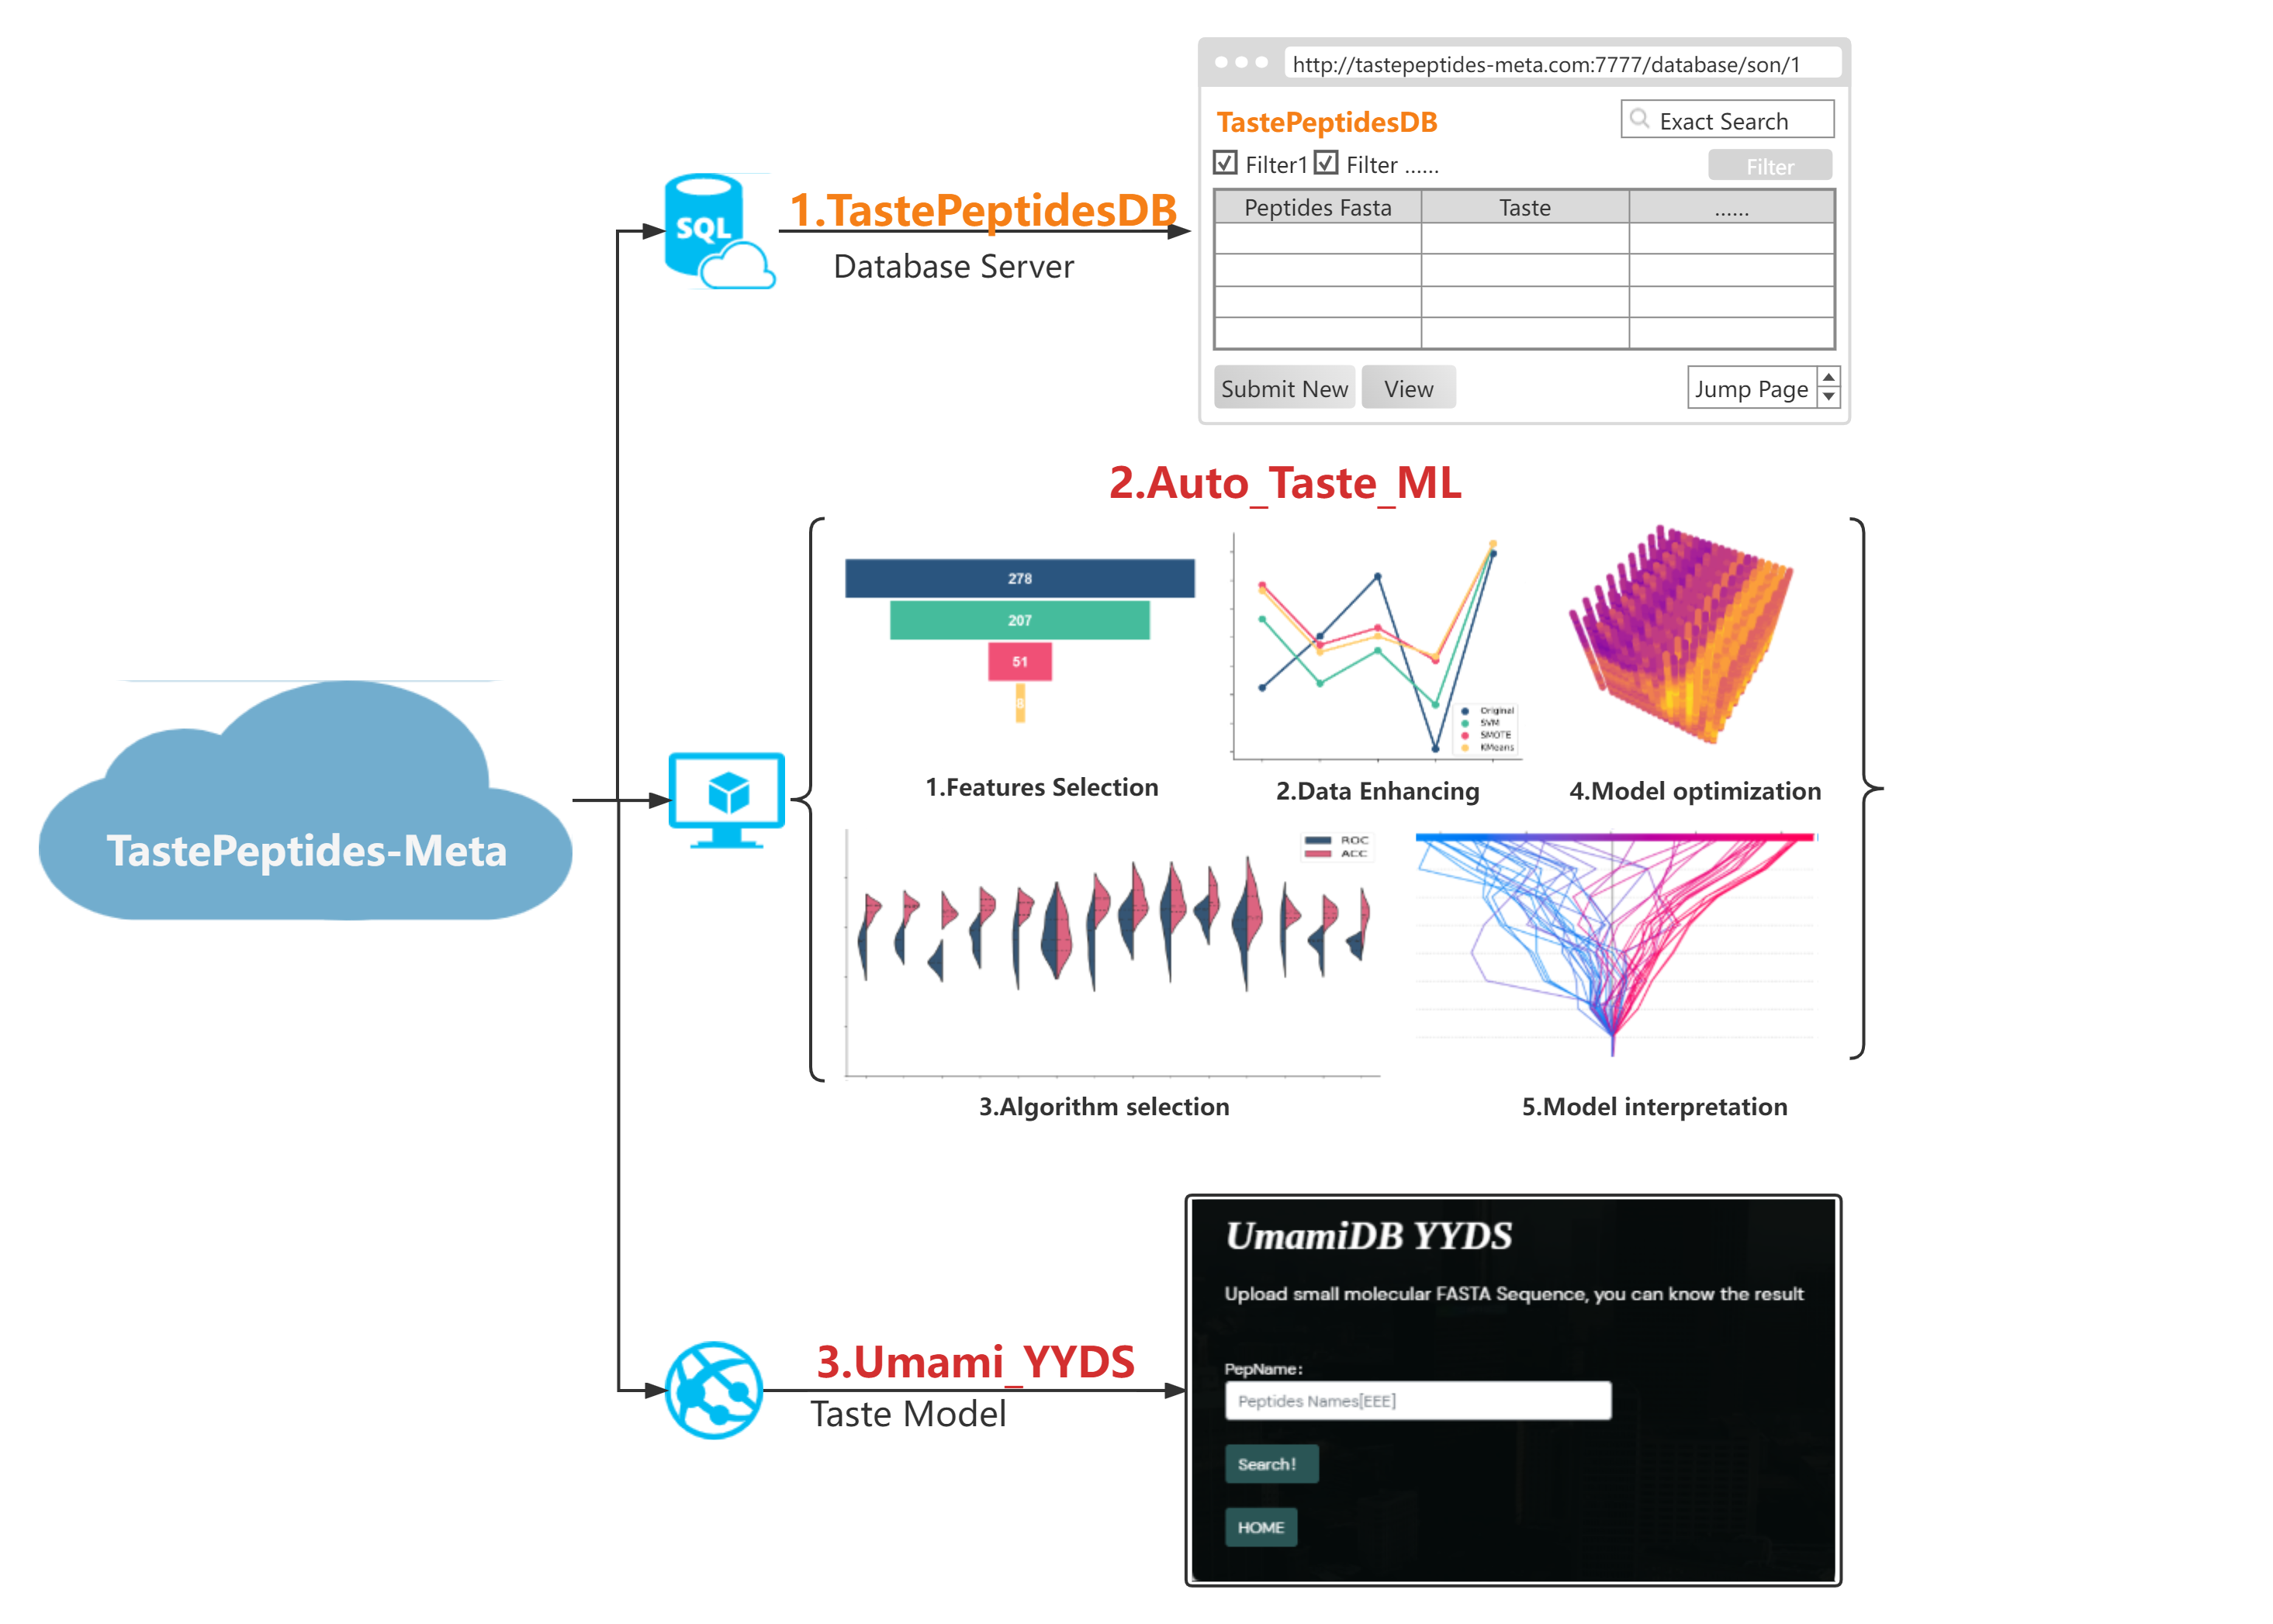 http://tastepeptides-meta.com:7777/database/son/1
TastePeptidesDB
Exact Search
Filter1 Filter ......
Filter
Peptides Fasta Taste ......
Submit New View Jump Page
SQL
1.TastePeptidesDB
Database Server
2.Auto_Taste_ML
278
207
51
8
1.Features Selection
Original
SVM
SMOTE
KMeans
2.Data Enhancing
4.Model optimization
TastePeptides-Meta
ROC
ACC
3.Algorithm selection
5.Model interpretation
3.Umami_YYDS
Taste Model
UmamiDB YYDS
Upload small molecular FASTA Sequence, you can know the result
PepName:
Peptides Names[EEE]
Search!
HOME